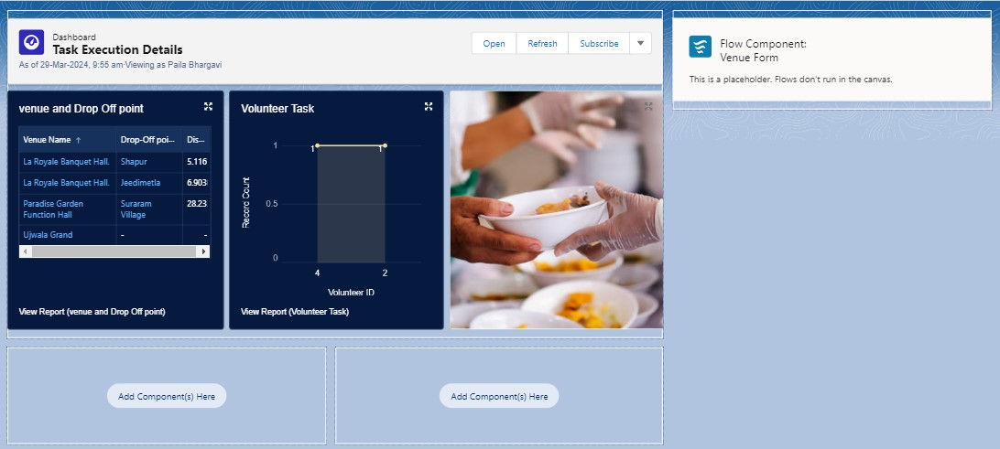 Dashboard
Task Execution Details
As of 29-Mar-2024, 9:55 am·Viewing as Paila Bhargavi
Open
Refresh
Subscribe
Flow Component:
Venue Form
This is a placeholder. Flows don't run in the canvas.
venue and Drop Off point
Venue Name ↑ Drop-Off poi... Dis...
La Royale Banquet Hall. Shapur 5.116
La Royale Banquet Hall. Jeedimetla 6.903
Paradise Garden Function Hall Suraram Village 28.23
Ujwala Grand - -
View Report (venue and Drop Off point)
Volunteer Task
1
1
1
0.5
0
Record Count
4
2
Volunteer ID
View Report (Volunteer Task)
Add Component(s) Here
Add Component(s) Here